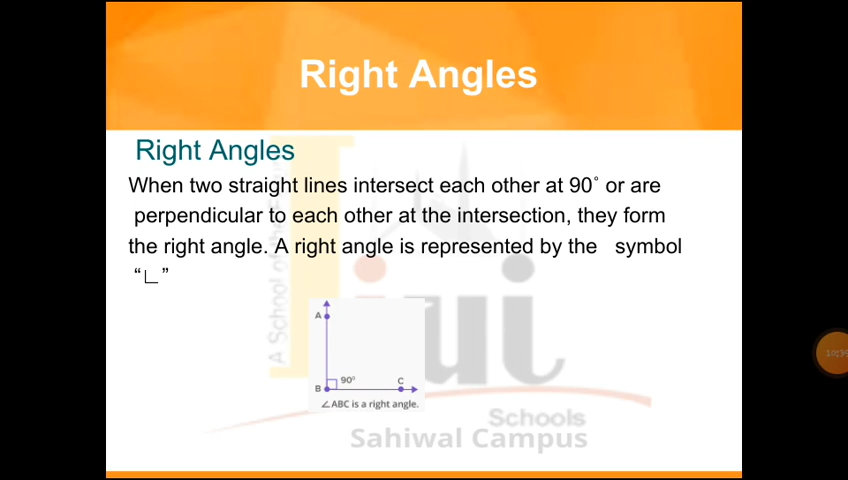 Right Angles
Right Angles
When two straight lines intersect each other at 90° or are
perpendicular to each other at the intersection, they form
the right angle. A right angle is represented by the symbol
“∟”
A
B
90°
C
∠ABC is a right angle.
A School of the
iui
Schools
Sahiwal Campus